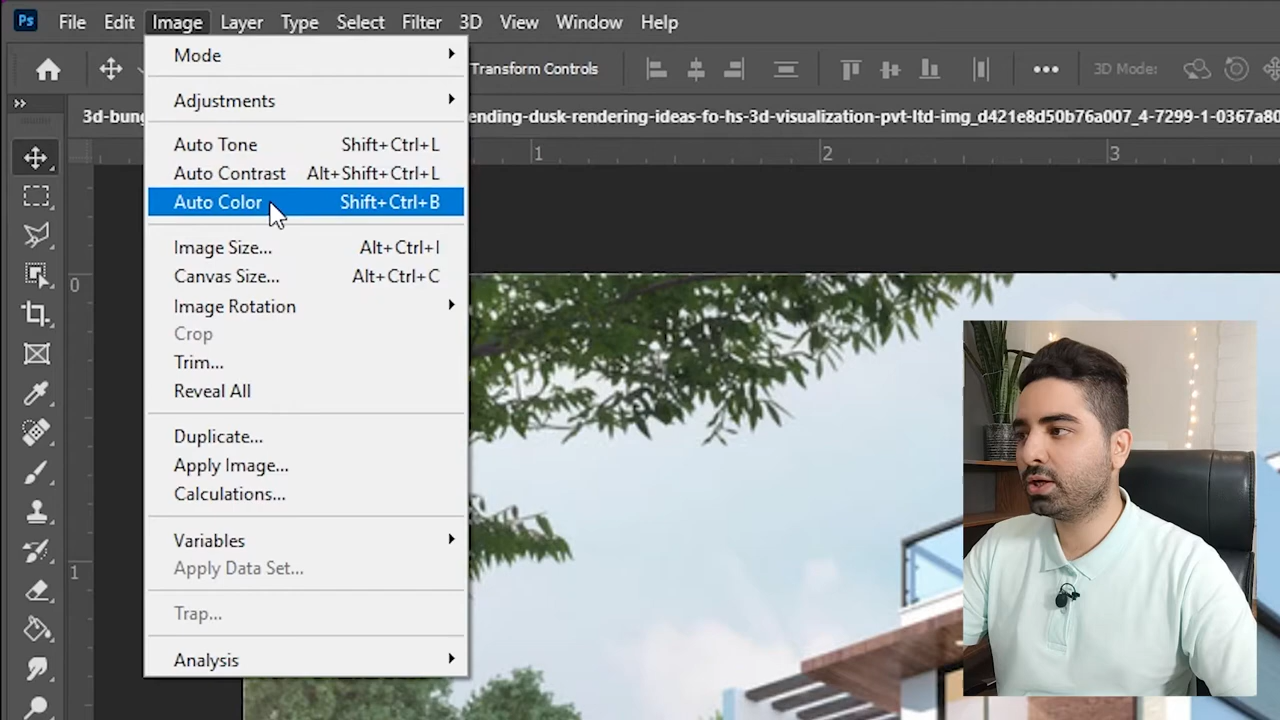 Ps File Edit Image Layer Type Select Filter 3D View Window Help
Transform Controls 3D Mode:
3d-bung ending-dusk-rendering-ideas-fo-hs-3d-visualization-pvt-ltd-img_d421e8d50b76a007_4-7299-1-0367a80
Mode
Adjustments
Auto Tone Shift+Ctrl+L
Auto Contrast Alt+Shift+Ctrl+L
Auto Color Shift+Ctrl+B
Image Size... Alt+Ctrl+I
Canvas Size... Alt+Ctrl+C
Image Rotation
Crop
Trim...
Reveal All
Duplicate...
Apply Image...
Calculations...
Variables
Apply Data Set...
Trap...
Analysis
1 2 3
0
1